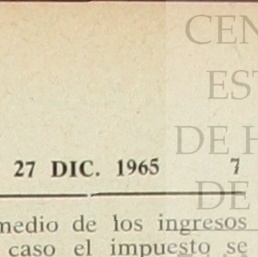 CEN
EST
DE H
27 DIC. 1965 7
DE
medio de los ingresos
caso el impuesto se